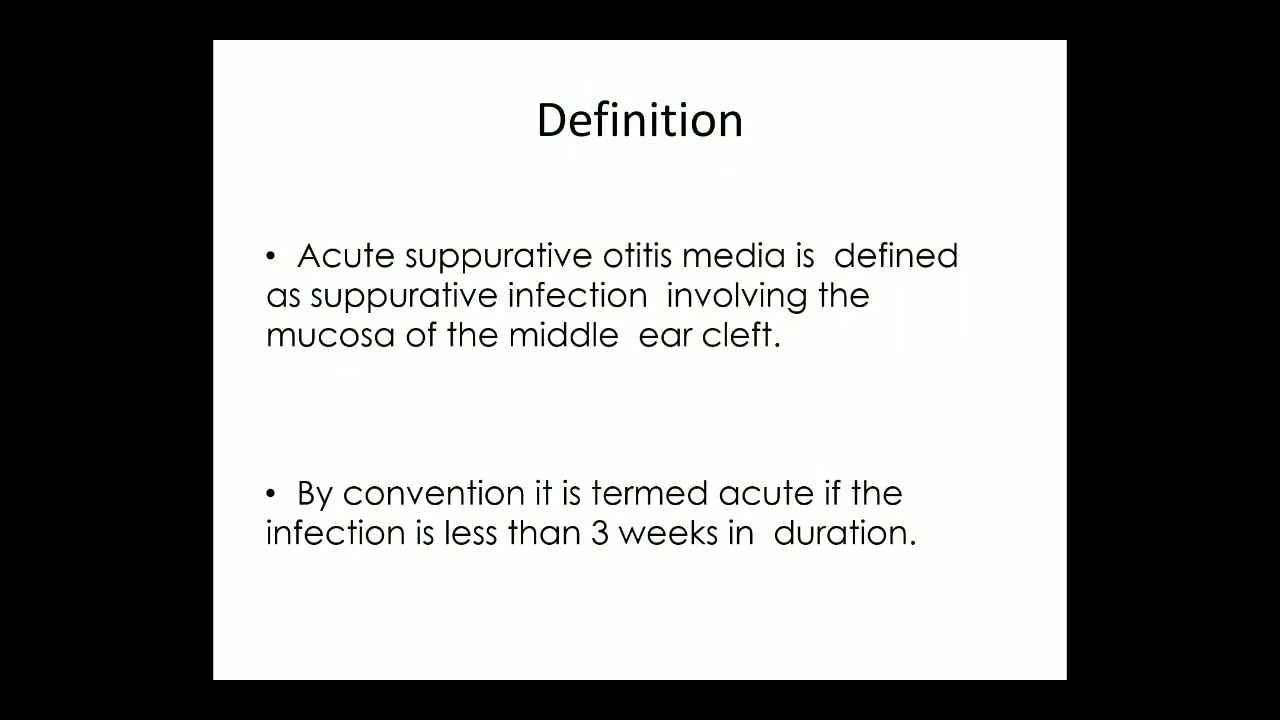 Definition
• Acute suppurative otitis media is defined
as suppurative infection involving the
mucosa of the middle ear cleft.
• By convention it is termed acute if the
infection is less than 3 weeks in duration.